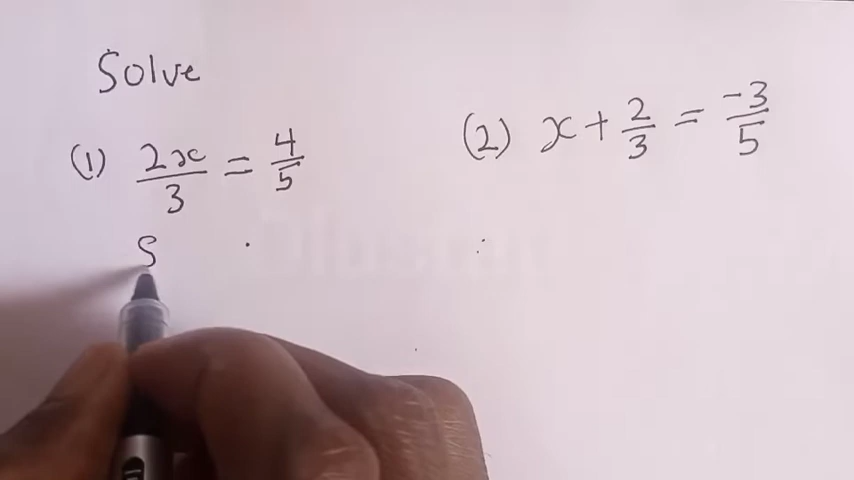 Solve
(1) 2x/3 = 4/5
(2) x + 2/3 = -3/5
S